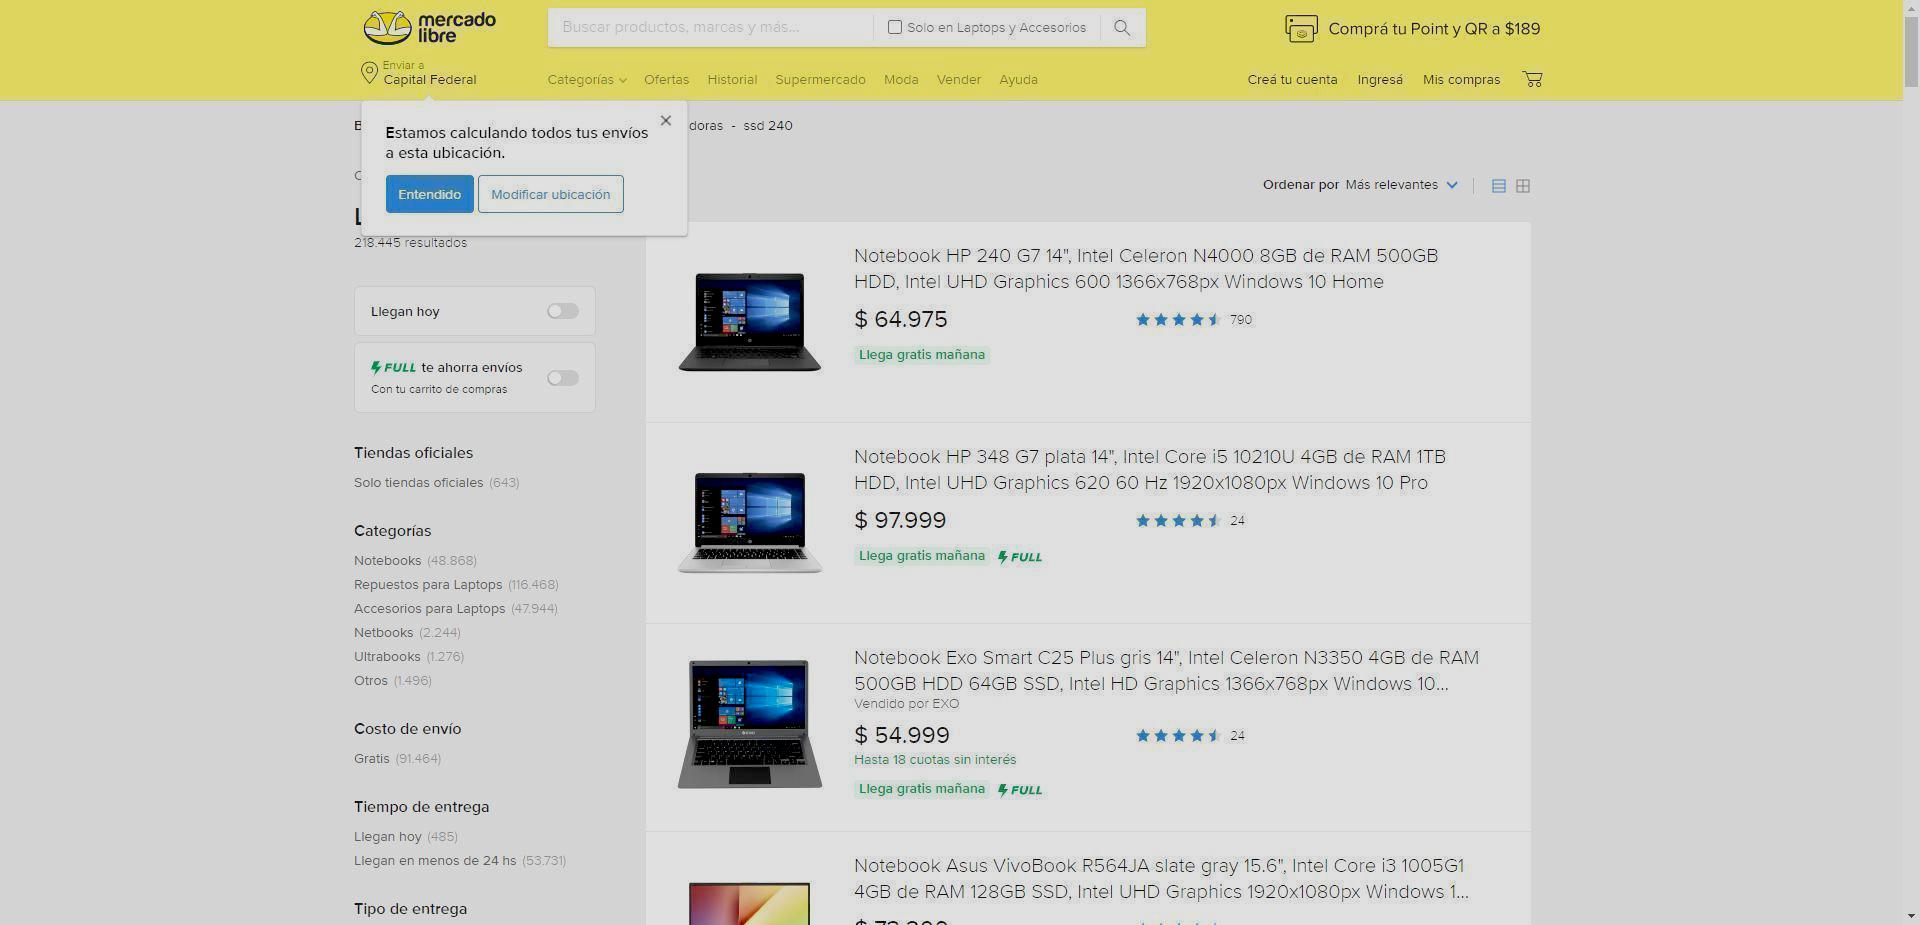 mercado
libre
Buscar productos, marcas y más...
Solo en Laptops y Accesorios
Comprá tu Point y QR a $189
Enviar a
Capital Federal
Categorías
Ofertas
Historial
Supermercado
Moda
Vender
Ayuda
Creá tu cuenta
Ingresá
Mis compras
Estamos calculando todos tus envíos
a esta ubicación.
Entendido
Modificar ubicación
doras - ssd 240
Ordenar por Más relevantes
218.445 resultados
Llegan hoy
FULL te ahorra envíos
Con tu carrito de compras
Tiendas oficiales
Solo tiendas oficiales (643)
Categorías
Notebooks (48.868)
Repuestos para Laptops (116.468)
Accesorios para Laptops (47.944)
Netbooks (2.244)
Ultrabooks (1.276)
Otros (1.496)
Costo de envío
Gratis (91.464)
Tiempo de entrega
Llegan hoy (485)
Llegan en menos de 24 hs (53.731)
Tipo de entrega
Notebook HP 240 G7 14", Intel Celeron N4000 8GB de RAM 500GB
HDD, Intel UHD Graphics 600 1366x768px Windows 10 Home
$ 64.975
790
Llega gratis mañana
Notebook HP 348 G7 plata 14", Intel Core i5 10210U 4GB de RAM 1TB
HDD, Intel UHD Graphics 620 60 Hz 1920x1080px Windows 10 Pro
$ 97.999
24
Llega gratis mañana FULL
Notebook Exo Smart C25 Plus gris 14", Intel Celeron N3350 4GB de RAM
500GB HDD 64GB SSD, Intel HD Graphics 1366x768px Windows 10...
Vendido por EXO
$ 54.999
24
Hasta 18 cuotas sin interés
Llega gratis mañana FULL
Notebook Asus VivoBook R564JA slate gray 15.6", Intel Core i3 1005G1
4GB de RAM 128GB SSD, Intel UHD Graphics 1920x1080px Windows 1...